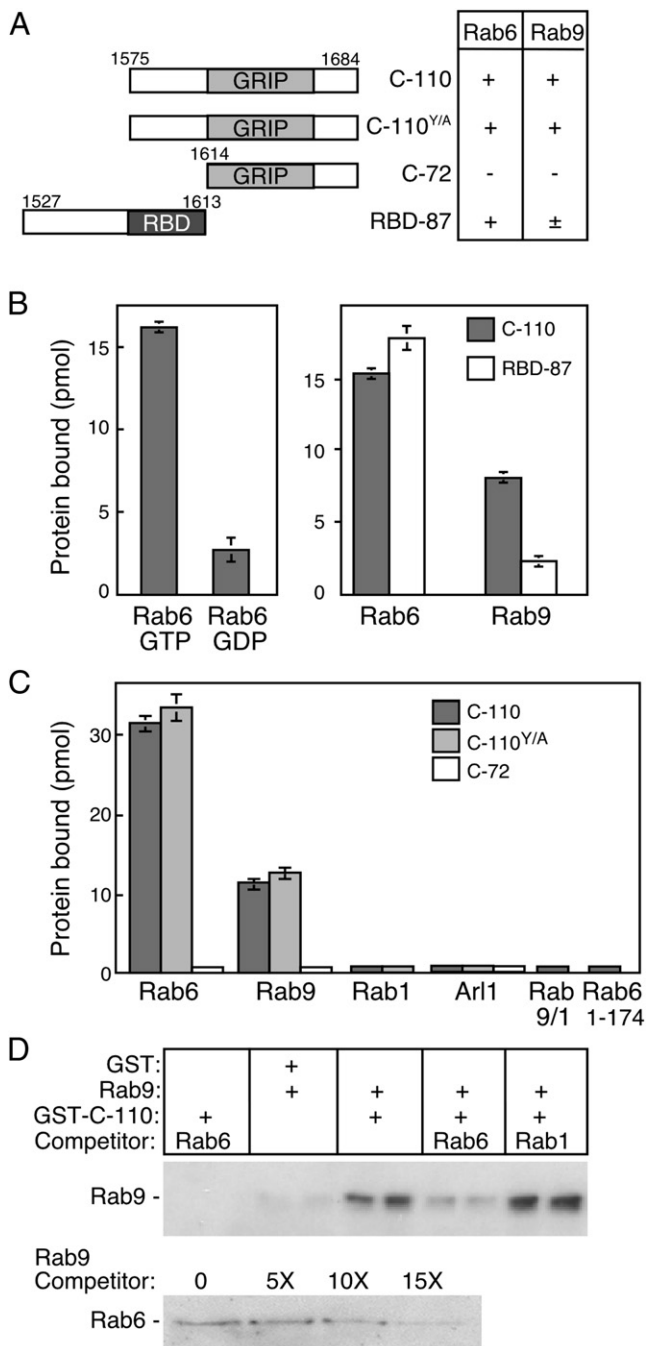 A
Rab6 Rab9
1575 1684
GRIP C-110 + +
GRIP C-110Y/A + +
1614
GRIP C-72 - -
1527 1613
RBD RBD-87 + ±
B
Protein bound (pmol)
15
10
5
0
Rab6 GTP Rab6 GDP
C-110
RBD-87
15
10
5
0
Rab6 Rab9
C
Protein bound (pmol)
30
20
10
0
C-110
C-110Y/A
C-72
Rab6 Rab9 Rab1 Arl1 Rab 9/1 Rab6 1-174
D
GST: +
Rab9: + + + +
GST-C-110: + + + +
Competitor: Rab6 Rab6 Rab1
Rab9 -
Rab9
Competitor: 0 5X 10X 15X
Rab6 -